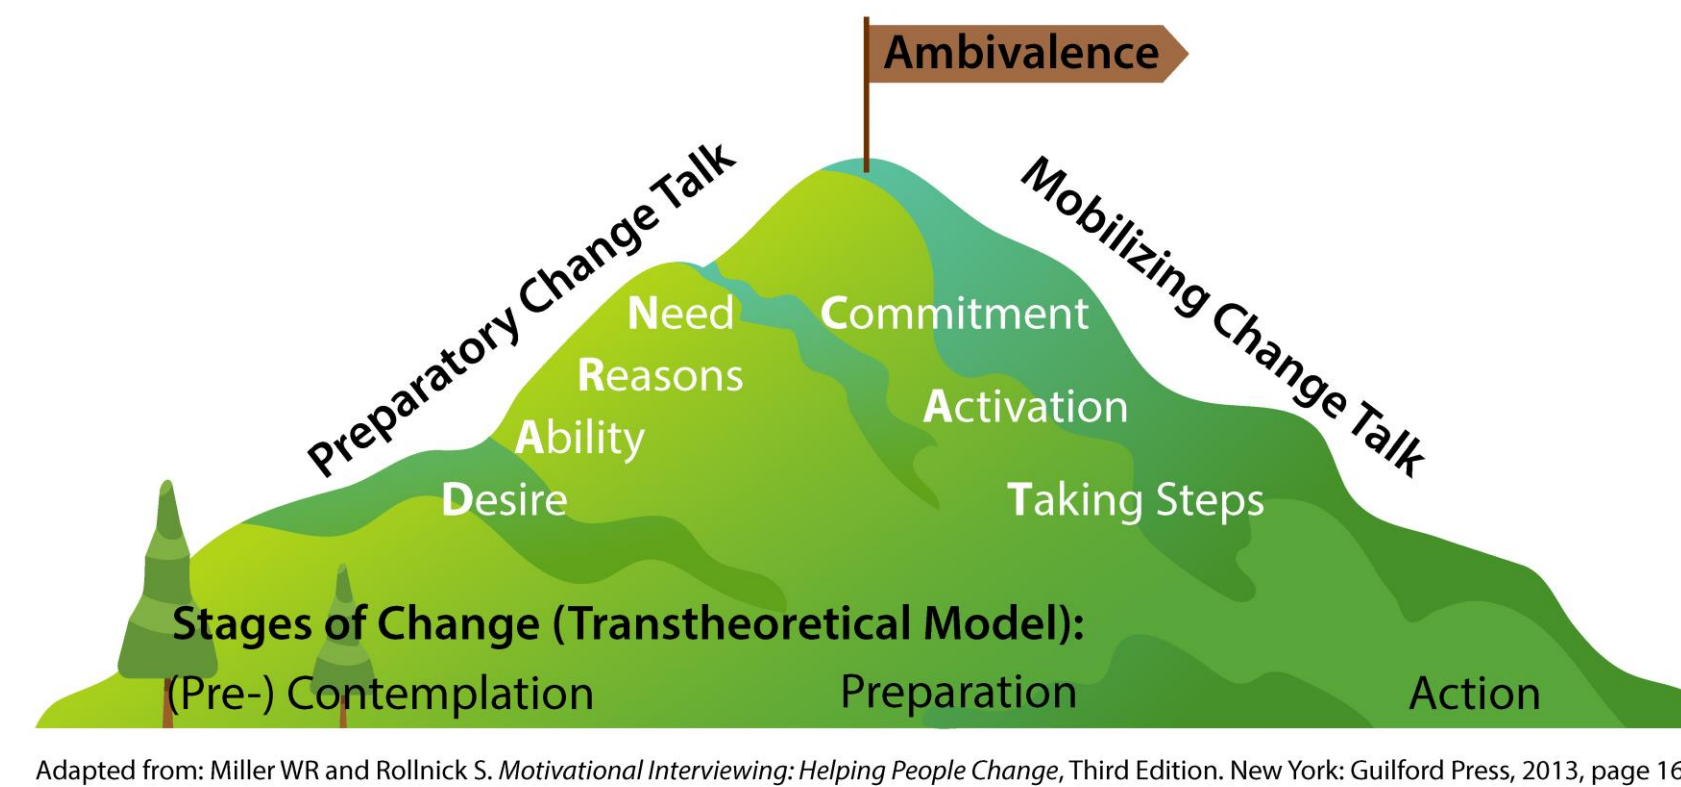 Ambivalence
Preparatory Change Talk
Mobilizing Change Talk
Need
Reasons
Ability
Desire
Commitment
Activation
Taking Steps
Stages of Change (Transtheoretical Model):
(Pre-) Contemplation
Preparation
Action
Adapted from: Miller WR and Rollnick S. Motivational Interviewing: Helping People Change, Third Edition. New York: Guilford Press, 2013, page 16